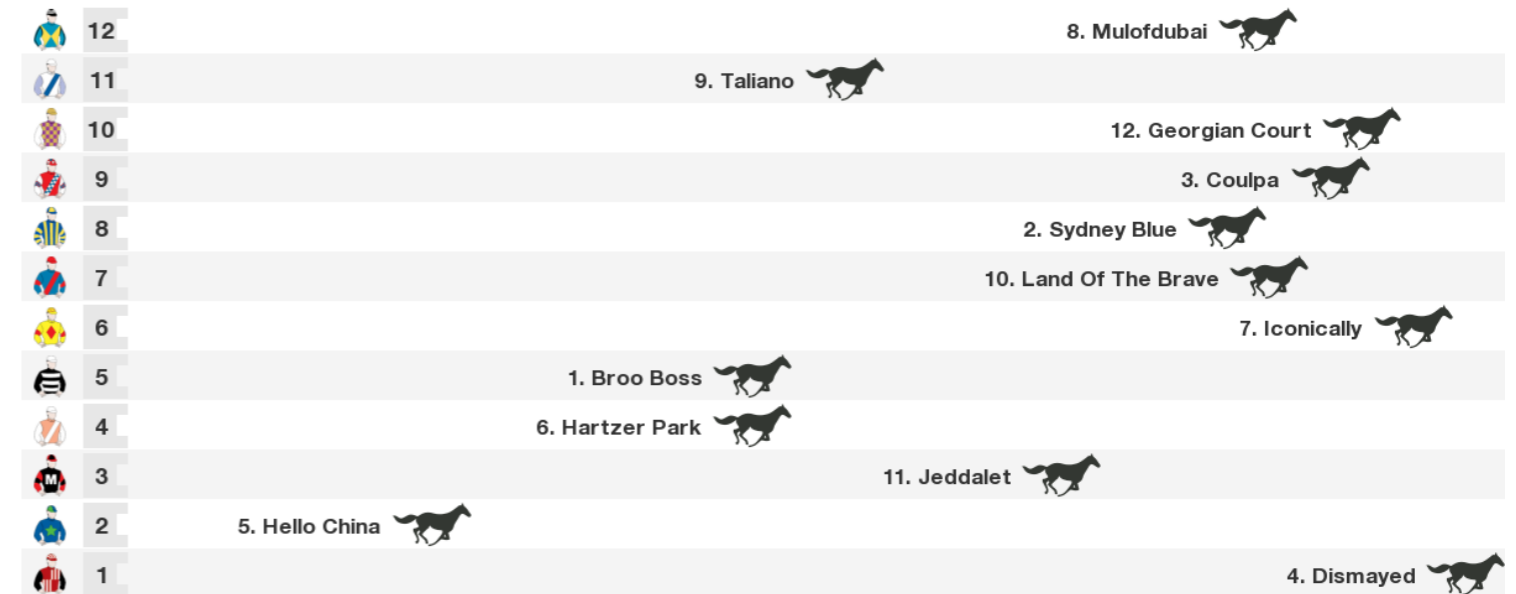 12 8. Mulofdubai
11 9. Taliano
10 12. Georgian Court
9 3. Coulpa
8 2. Sydney Blue
7 10. Land Of The Brave
6 7. Iconically
5 1. Broo Boss
4 6. Hartzer Park
3 M 11. Jeddalet
2 5. Hello China
1 4. Dismayed